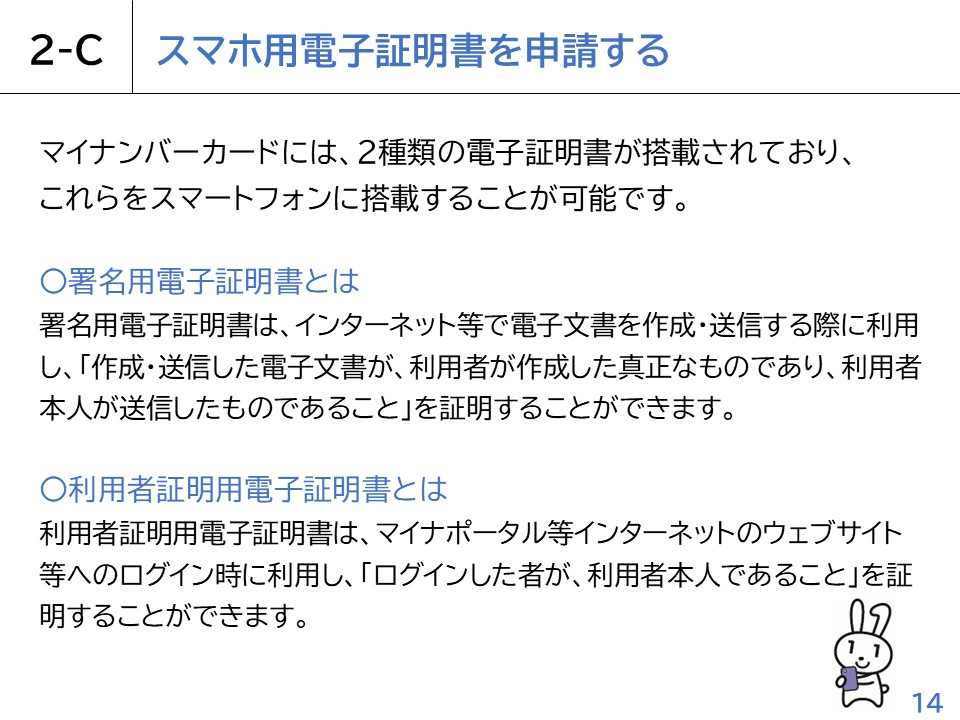 2-C
スマホ用電子証明書を申請する
マイナンバーカードには、2種類の電子証明書が搭載されており、
これらをスマートフォンに搭載することが可能です。
〇署名用電子証明書とは
署名用電子証明書は、インターネット等で電子文書を作成・送信する際に利用
し、「作成・送信した電子文書が、利用者が作成した真正なものであり、利用者
本人が送信したものであること」を証明することができます。
〇利用者証明用電子証明書とは
利用者証明用電子証明書は、マイナポータル等インターネットのウェブサイト
等へのログイン時に利用し、「ログインした者が、利用者本人であること」を証
明することができます。
14